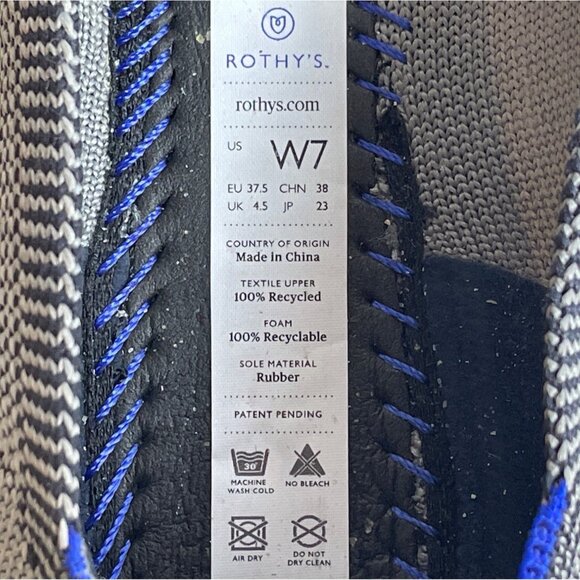 ROTHY'S™
rothys.com
US W7
EU 37.5 CHN 38
UK 4.5 JP 23
COUNTRY OF ORIGIN
Made in China
TEXTILE UPPER
100% Recycled
FOAM
100% Recyclable
SOLE MATERIAL
Rubber
PATENT PENDING
30°
MACHINE WASH COLD
NO BLEACH
AIR DRY
DO NOT DRY CLEAN